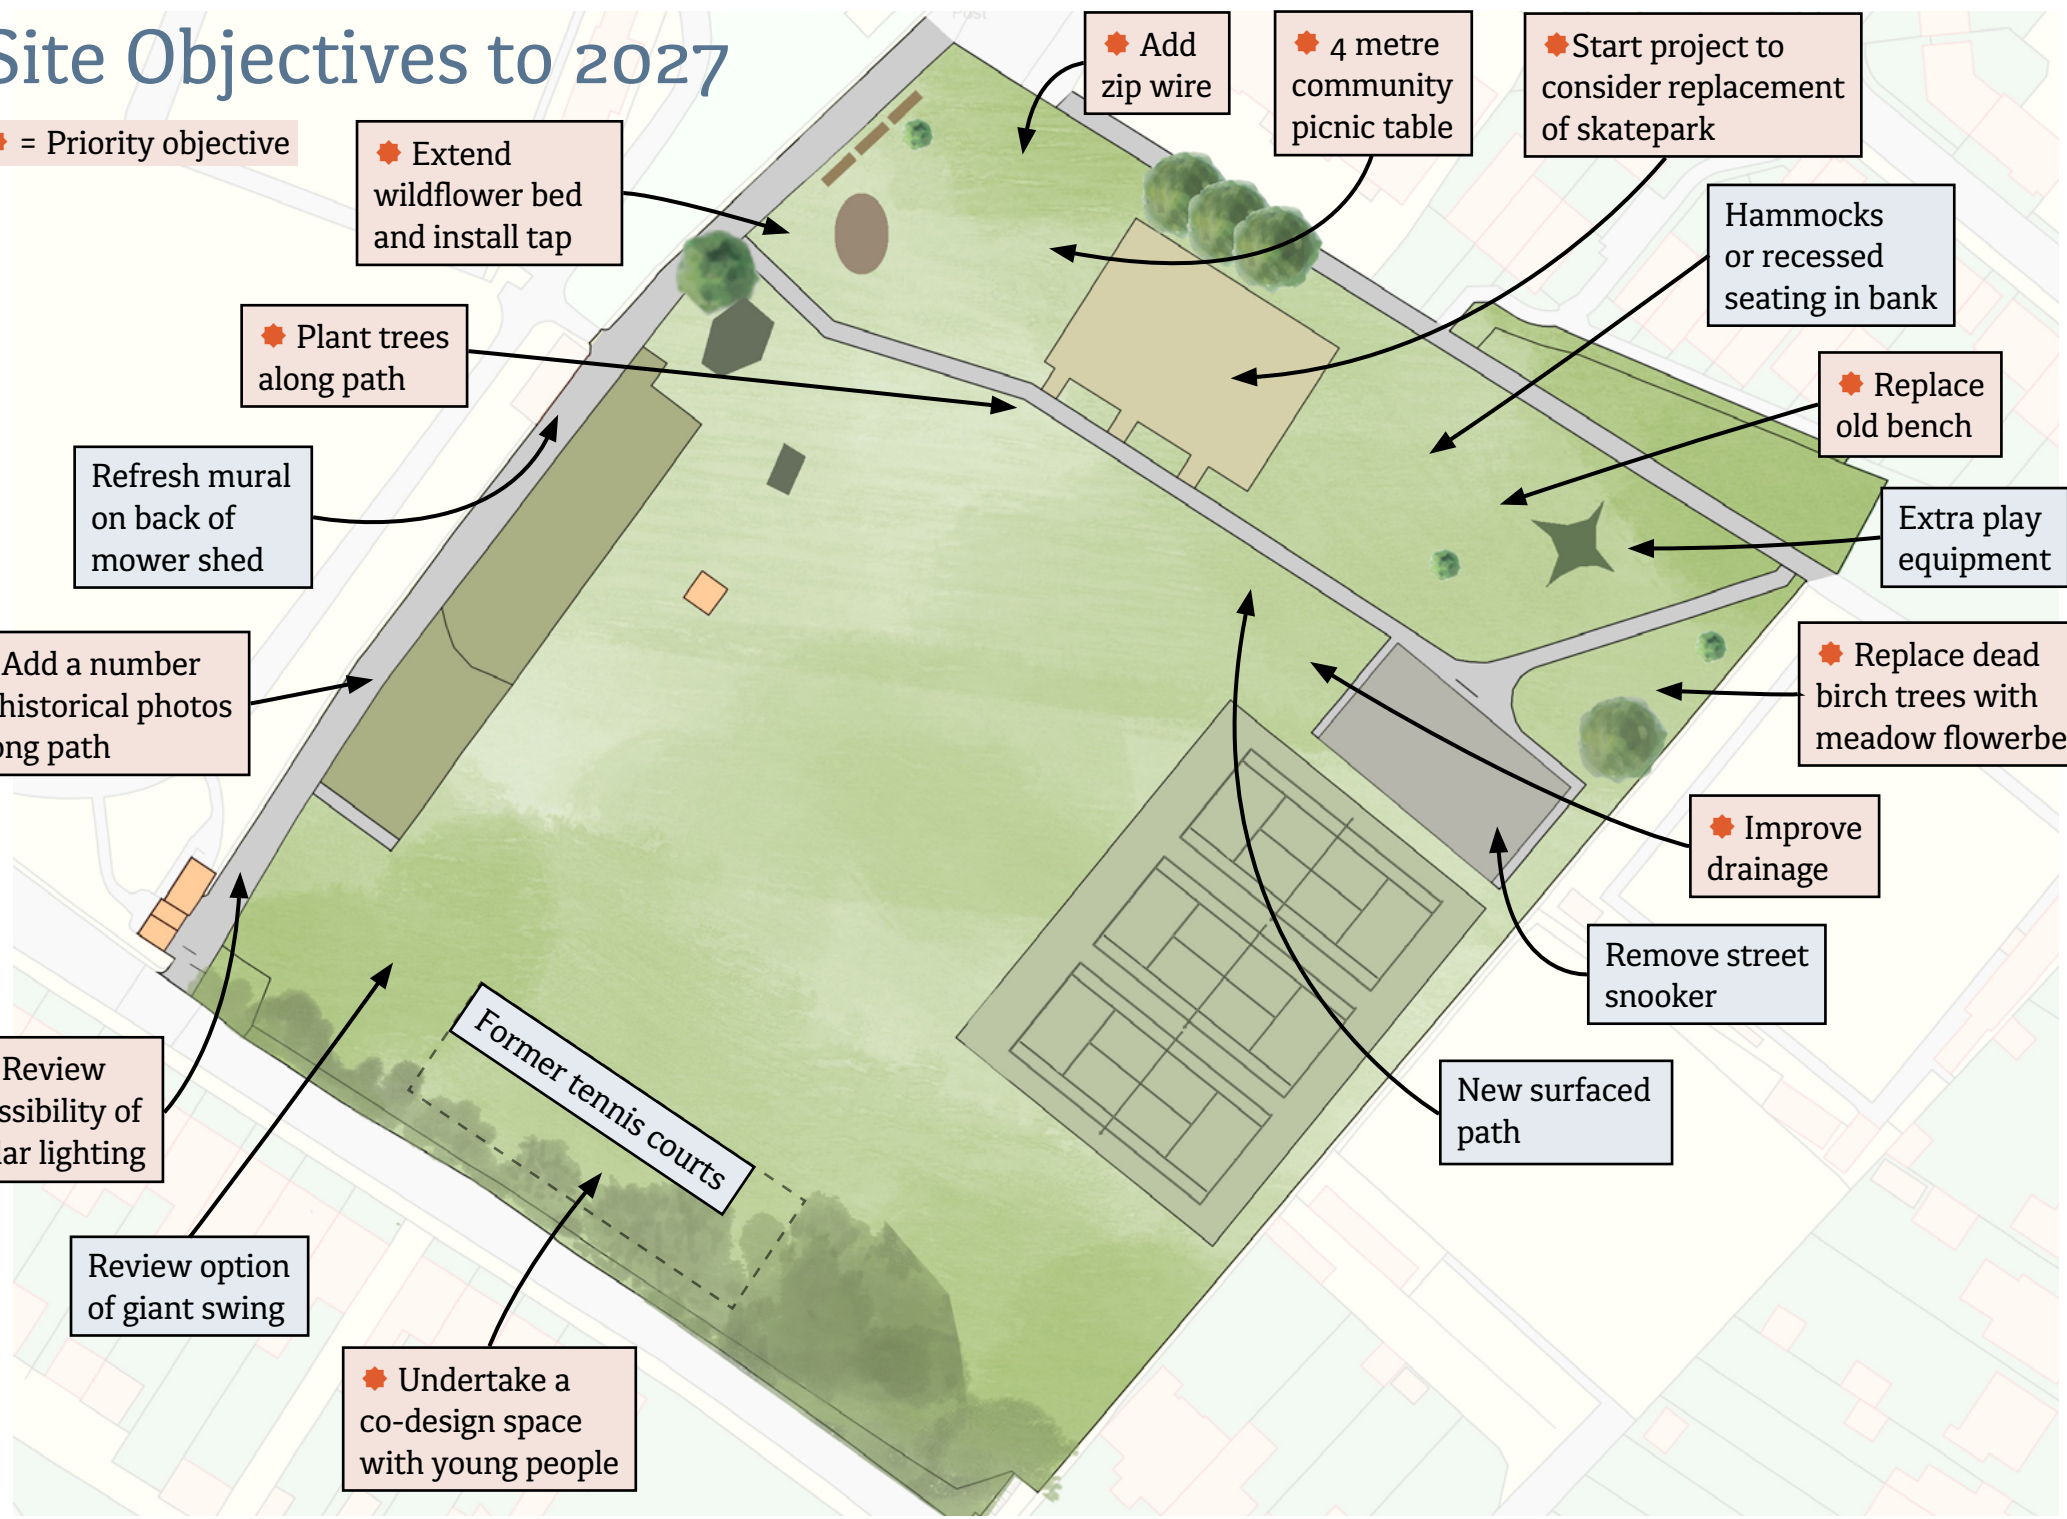 Site Objectives to 2027
= Priority objective
Add
zip wire
4 metre
community
picnic table
Start project to
consider replacement
of skatepark
Extend
wildflower bed
and install tap
Hammocks
or recessed
seating in bank
Plant trees
along path
Replace
old bench
Refresh mural
on back of
mower shed
Extra play
equipment
Add a number
historical photos
path
Replace dead
birch trees with
meadow
Improve
drainage
Remove street
snooker
Former tennis courts
Review
of
lighting
New surfaced
path
Review option
of giant swing
Undertake a
co-design space
with young people
Post